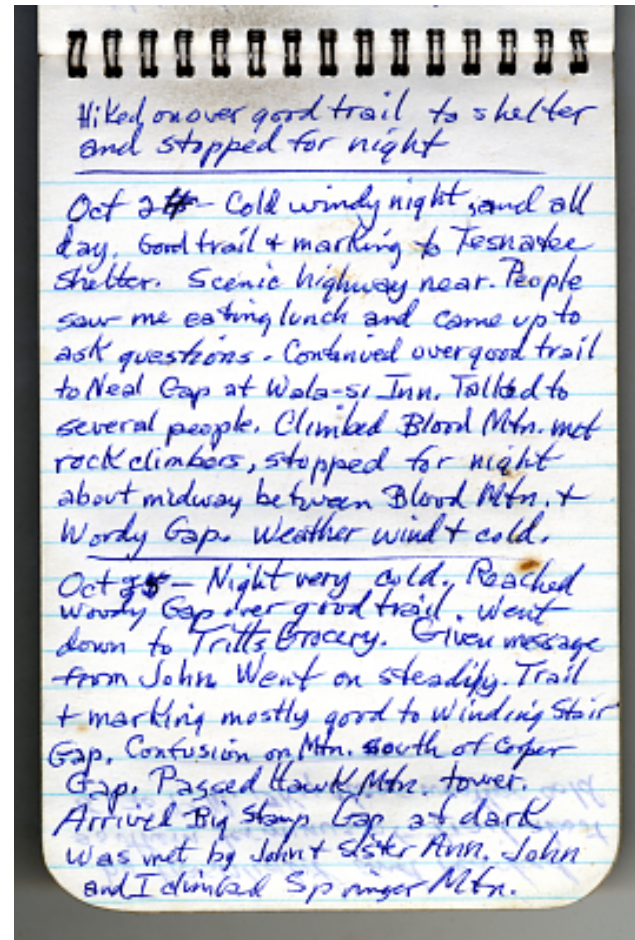 Hiked on over good trail to shelter
and stopped for night
Oct 24 - Cold windy night, and all
day. Good trail + marking to Tesnatee
Shelter. Scenic highway near. People
saw me eating lunch and came up to
ask questions. Continued over good trail
to Neal Gap at Wala-si Inn. Talked to
several people. Climbed Blood Mtn. met
rock climbers, stopped for night
about midway between Blood Mtn. +
Woody Gap. Weather wind + cold.
Oct 25 - Night very cold. Reached
Woody Gap over good trail. Went
down to Tritts Grocery. Given message
from John Went on steadily. Trail
+ marking mostly good to Winding Stair
Gap. Confusion on Mtn. south of Cooper
Gap. Passed Hawk Mtn. tower.
Arrived Big Stamp Gap at dark
Was met by John + Sister Ann. John
and I climbed Springer Mtn.